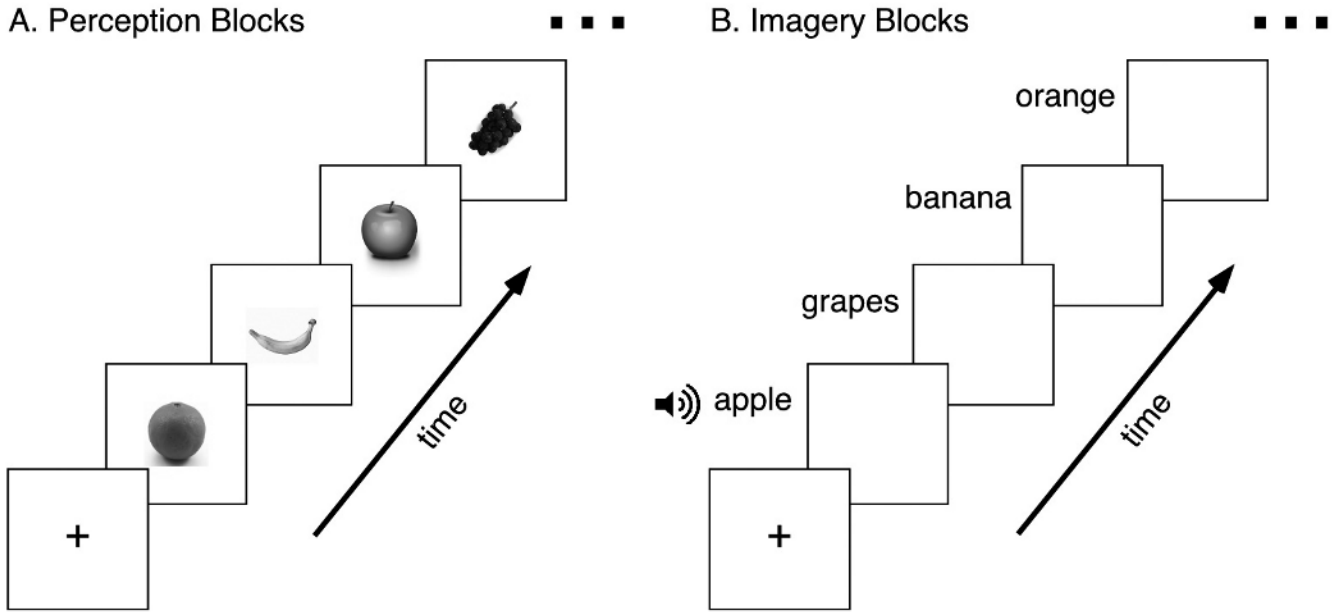 A. Perception Blocks
time
+
B. Imagery Blocks
orange
banana
grapes
apple
time
+